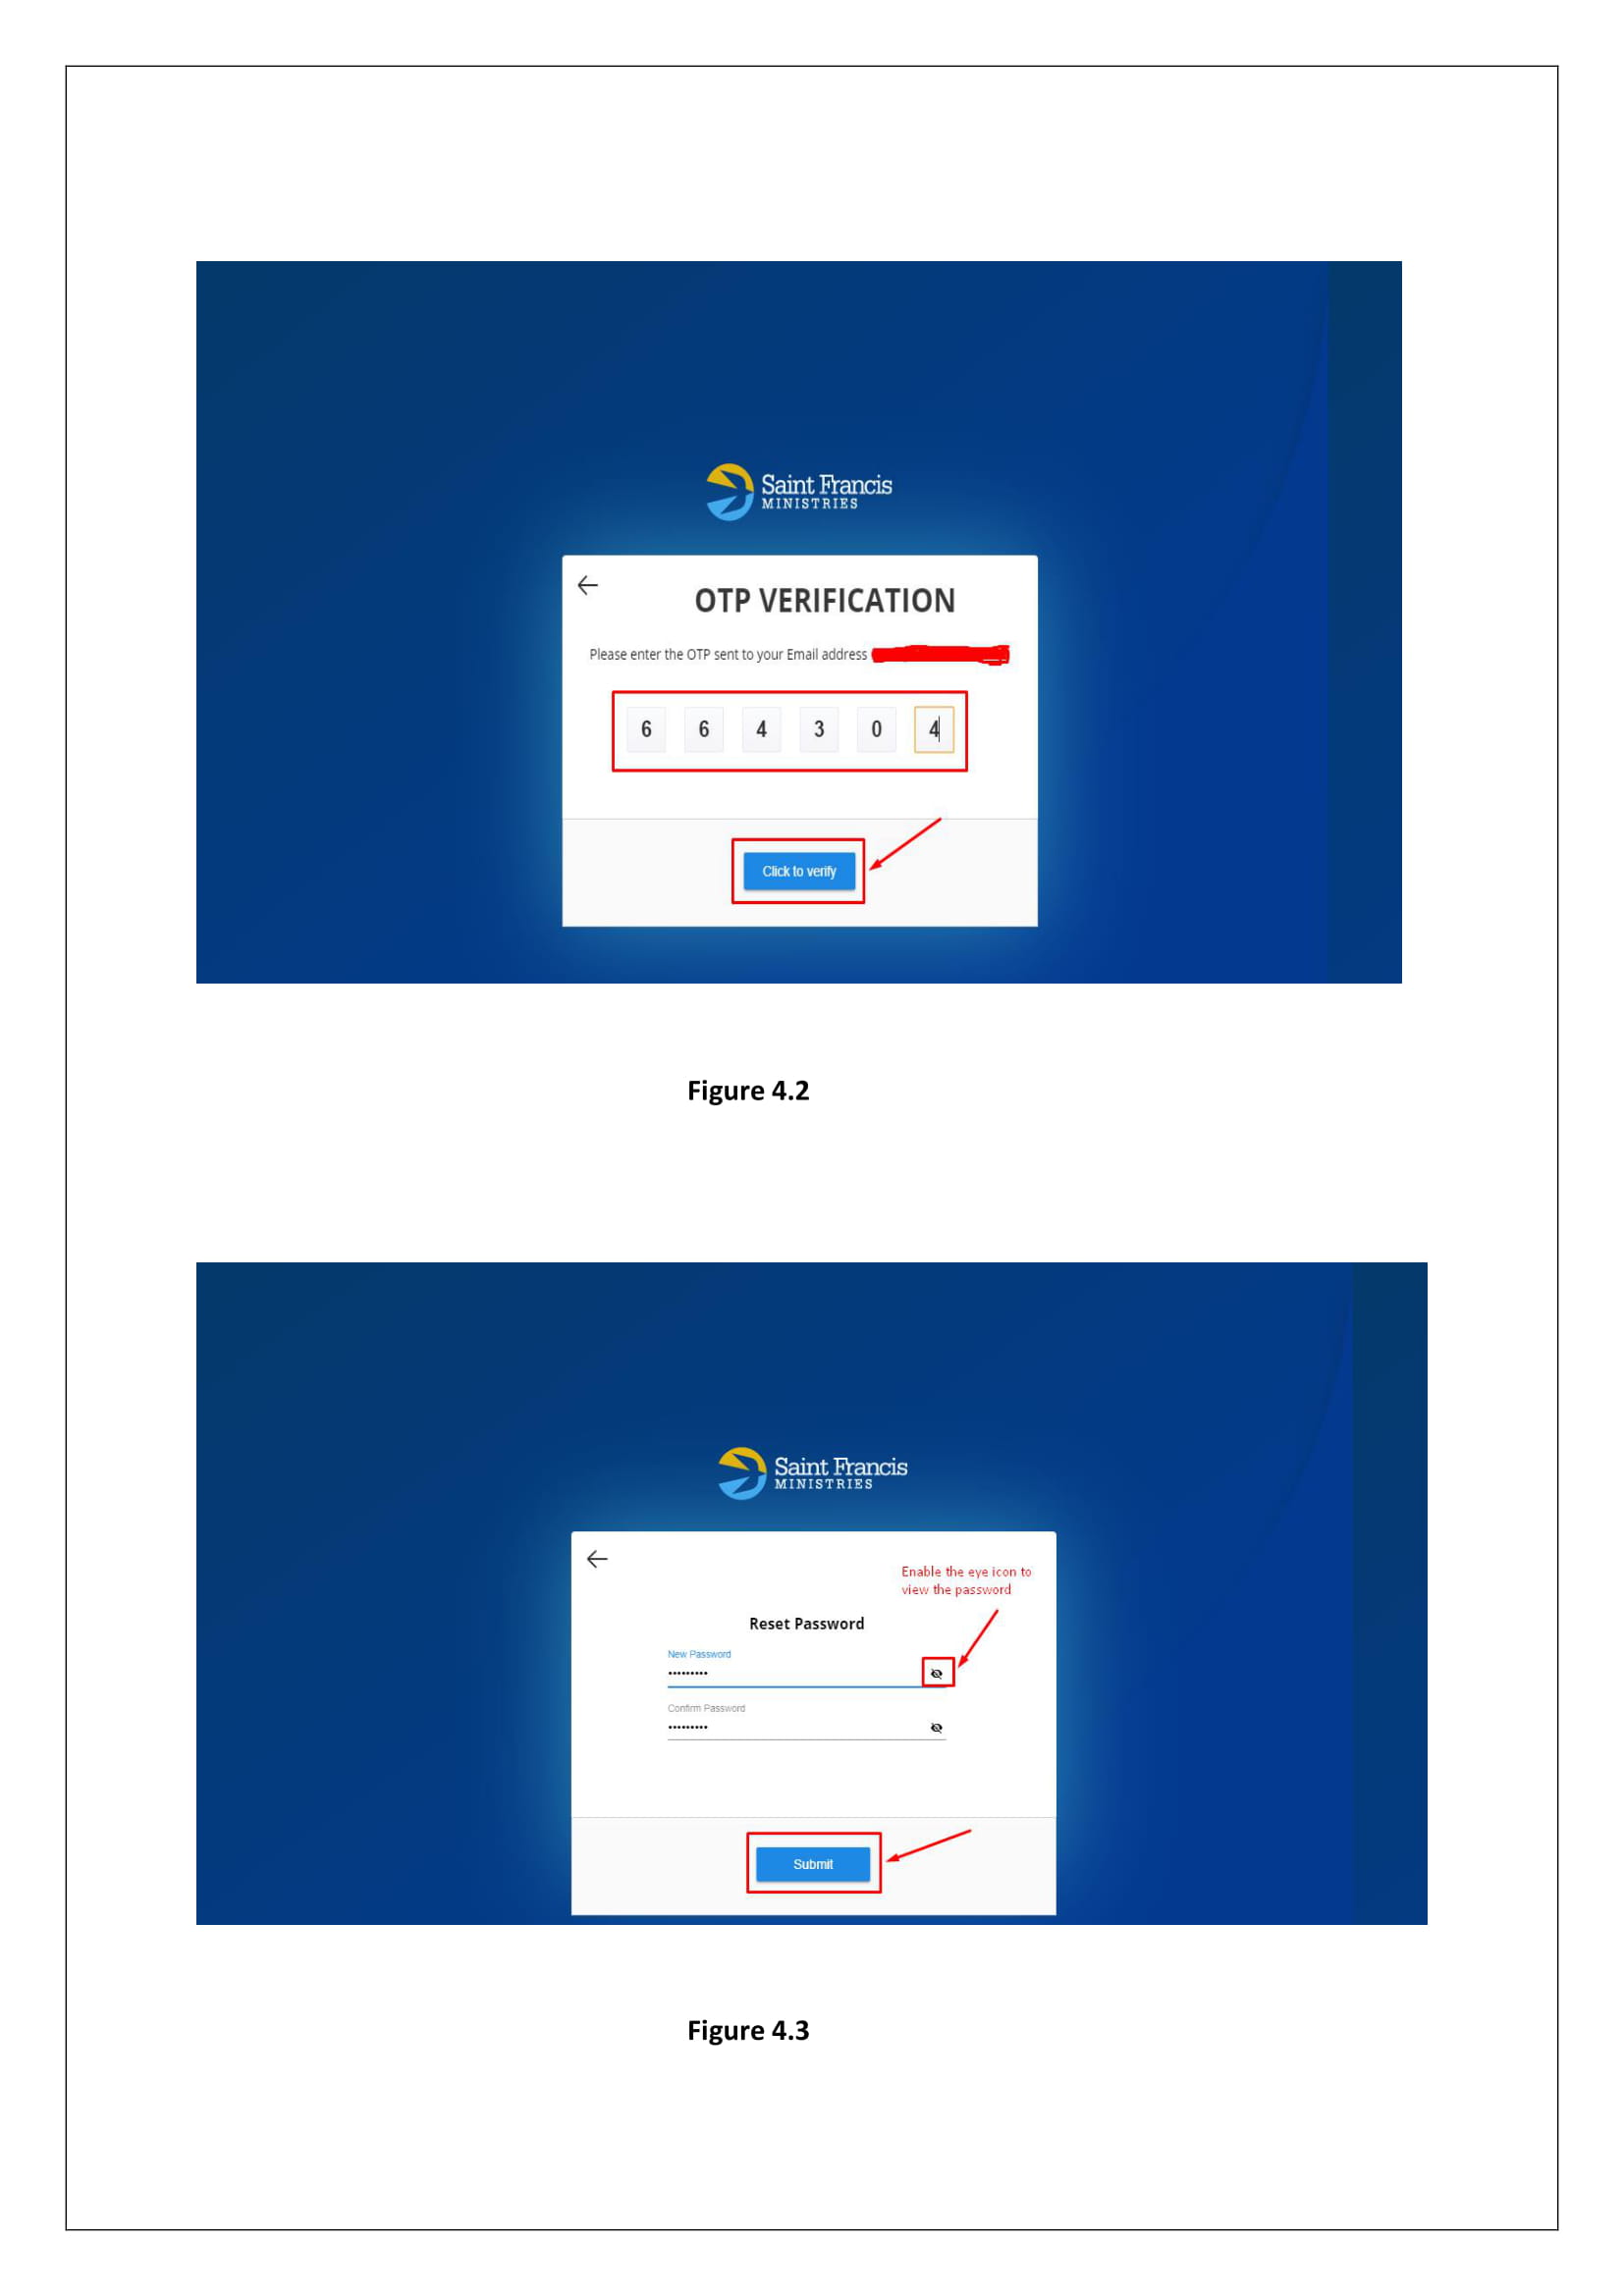 Saint Francis
MINISTRIES
OTP VERIFICATION
Please enter the OTP sent to your Email address
6 6 4 3 0 4
Click to verify
Figure 4.2
Saint Francis
MINISTRIES
Enable the eye icon to
view the password
Reset Password
New Password
•••••••••
Confirm Password
•••••••••
Submit
Figure 4.3